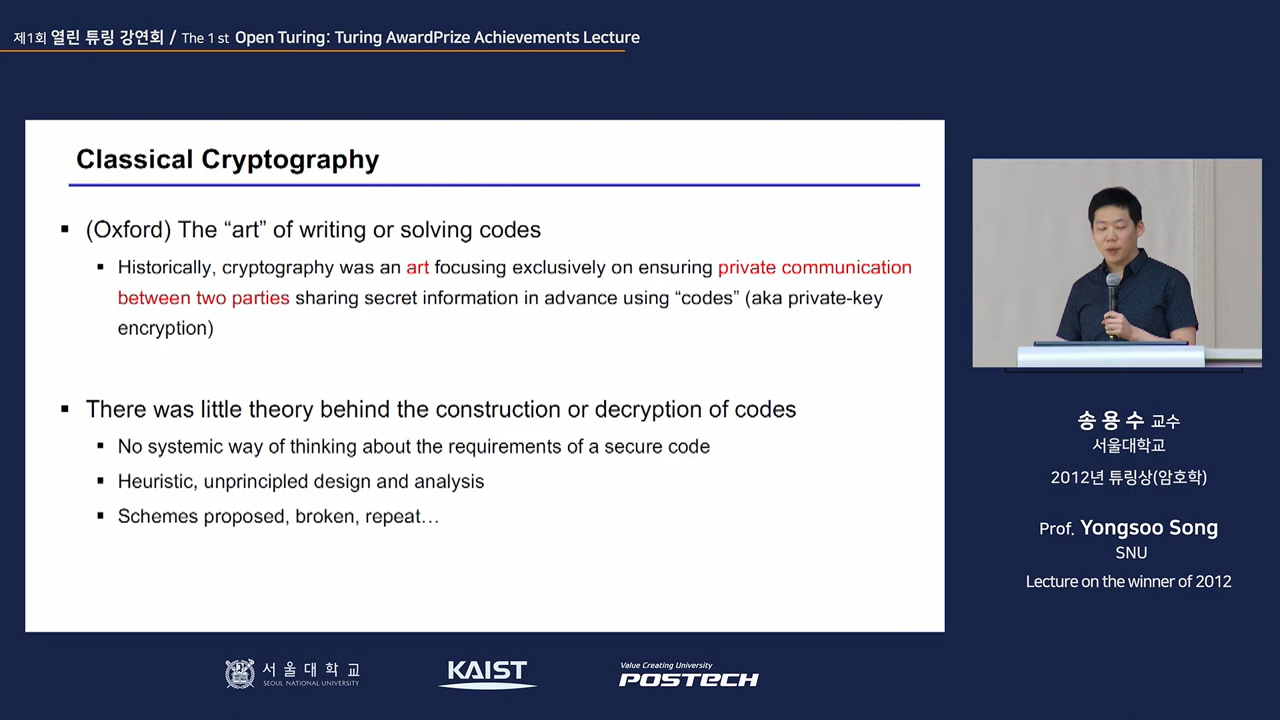 제1회 열린 튜링 강연회 / The 1 st Open Turing: Turing AwardPrize Achievements Lecture
Classical Cryptography
▪ (Oxford) The “art” of writing or solving codes
▪ Historically, cryptography was an art focusing exclusively on ensuring private communication
between two parties sharing secret information in advance using “codes” (aka private-key
encryption)
▪ There was little theory behind the construction or decryption of codes
▪ No systemic way of thinking about the requirements of a secure code
▪ Heuristic, unprincipled design and analysis
▪ Schemes proposed, broken, repeat…
송 용 수 교수
서울대학교
2012년 튜링상(암호학)
Prof. Yongsoo Song
SNU
Lecture on the winner of 2012
서울대학교
SEOUL NATIONAL UNIVERSITY
KAIST
Value Creating University
POSTECH